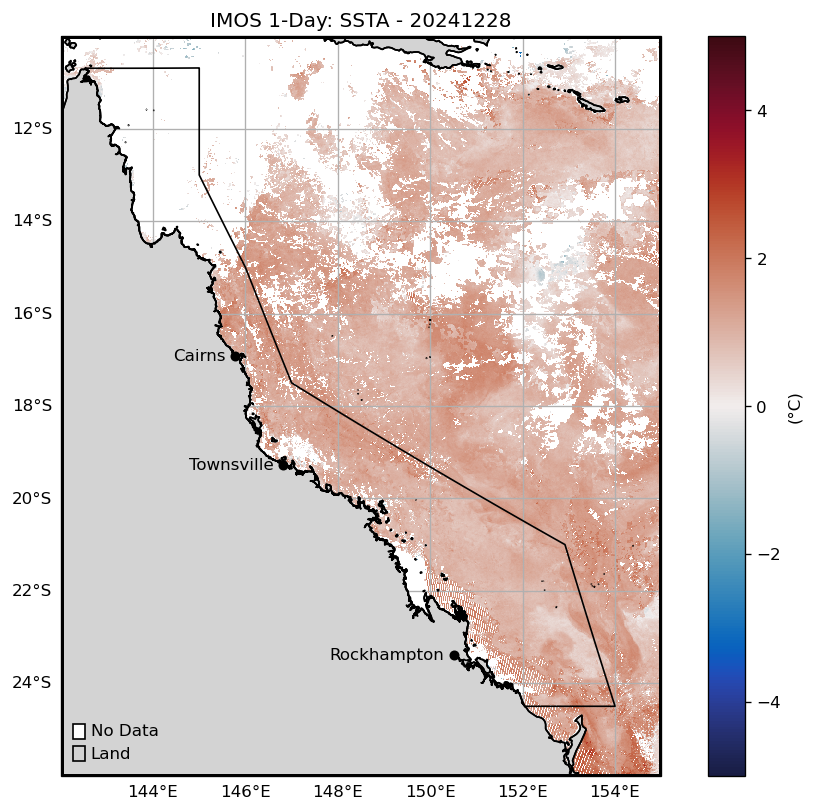 IMOS 1-Day: SSTA - 20241228
12°S
14°S
16°S
18°S
20°S
22°S
24°S
Cairns
Townsville
Rockhampton
No Data
Land
144°E 146°E 148°E 150°E 152°E 154°E
4
2
0
−2
−4
(°C)